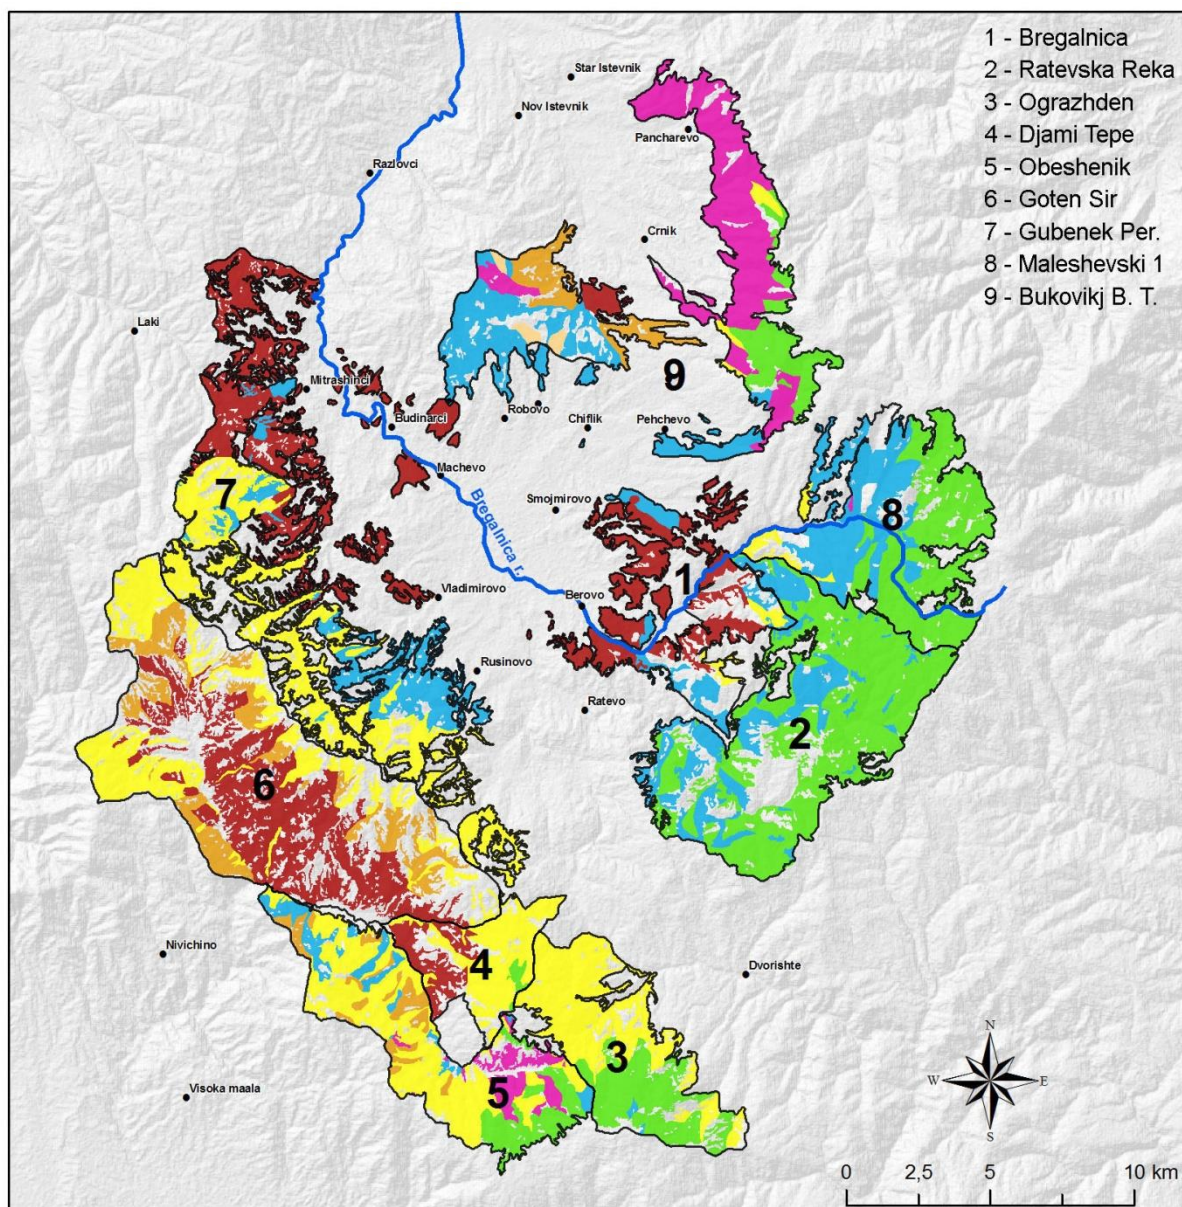 1 - Bregalnica
2 - Ratevska Reka
3 - Ograzhden
4 - Djami Tepe
5 - Obeshenik
6 - Goten Sir
7 - Gubenek Per.
8 - Maleshevski 1
9 - Bukovikj B. T.
Star Istevnik
Nov Istevnik
Pancharevo
Razlovci
Crnik
Laki
9
Mitrashinci
Robovo
Budinarci
Chiflik
Pehchevo
Machevo
7
Smojmirovo
8
Bregalnica r.
1
Vladimirovo
Berovo
Rusinovo
Ratevo
2
6
Nivichino
4
Dvorishte
3
5
Visoka maala
N
W
E
S
0
2,5
5
10 km